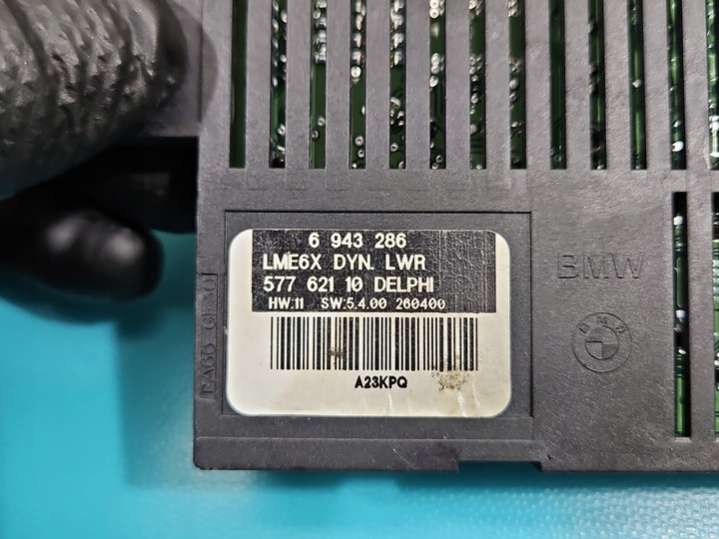 6 943 286
LME6X DYN. LWR
577 621 10 DELPHI
HW:11 SW:5.4.00 260400
A23KPQ
BMW
BMW